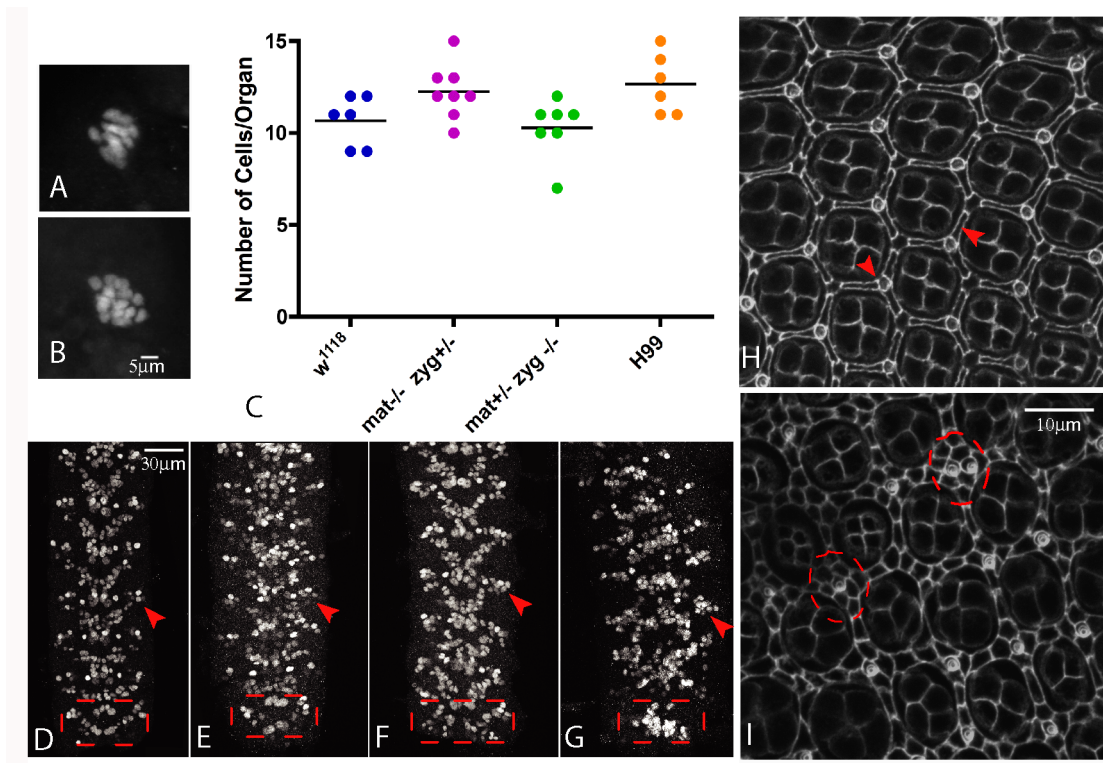 A
B
5μm
Number of Cells/Organ
15
10
5
0
w1118
mat-/- zyg+/-
mat+/- zyg -/-
H99
C
30μm
D
E
F
G
H
10μm
I